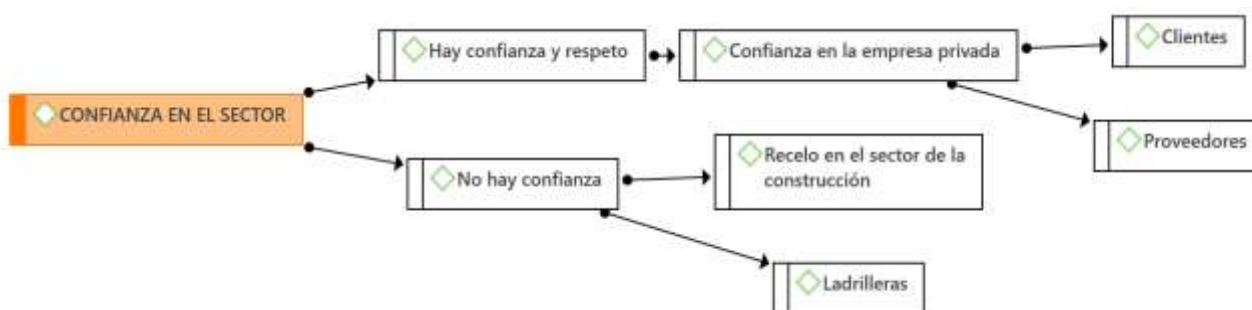 Clientes
Hay confianza y respeto
Confianza en la empresa privada
CONFIANZA EN EL SECTOR
Proveedores
Recelo en el sector de la
construcción
No hay confianza
Ladrilleras